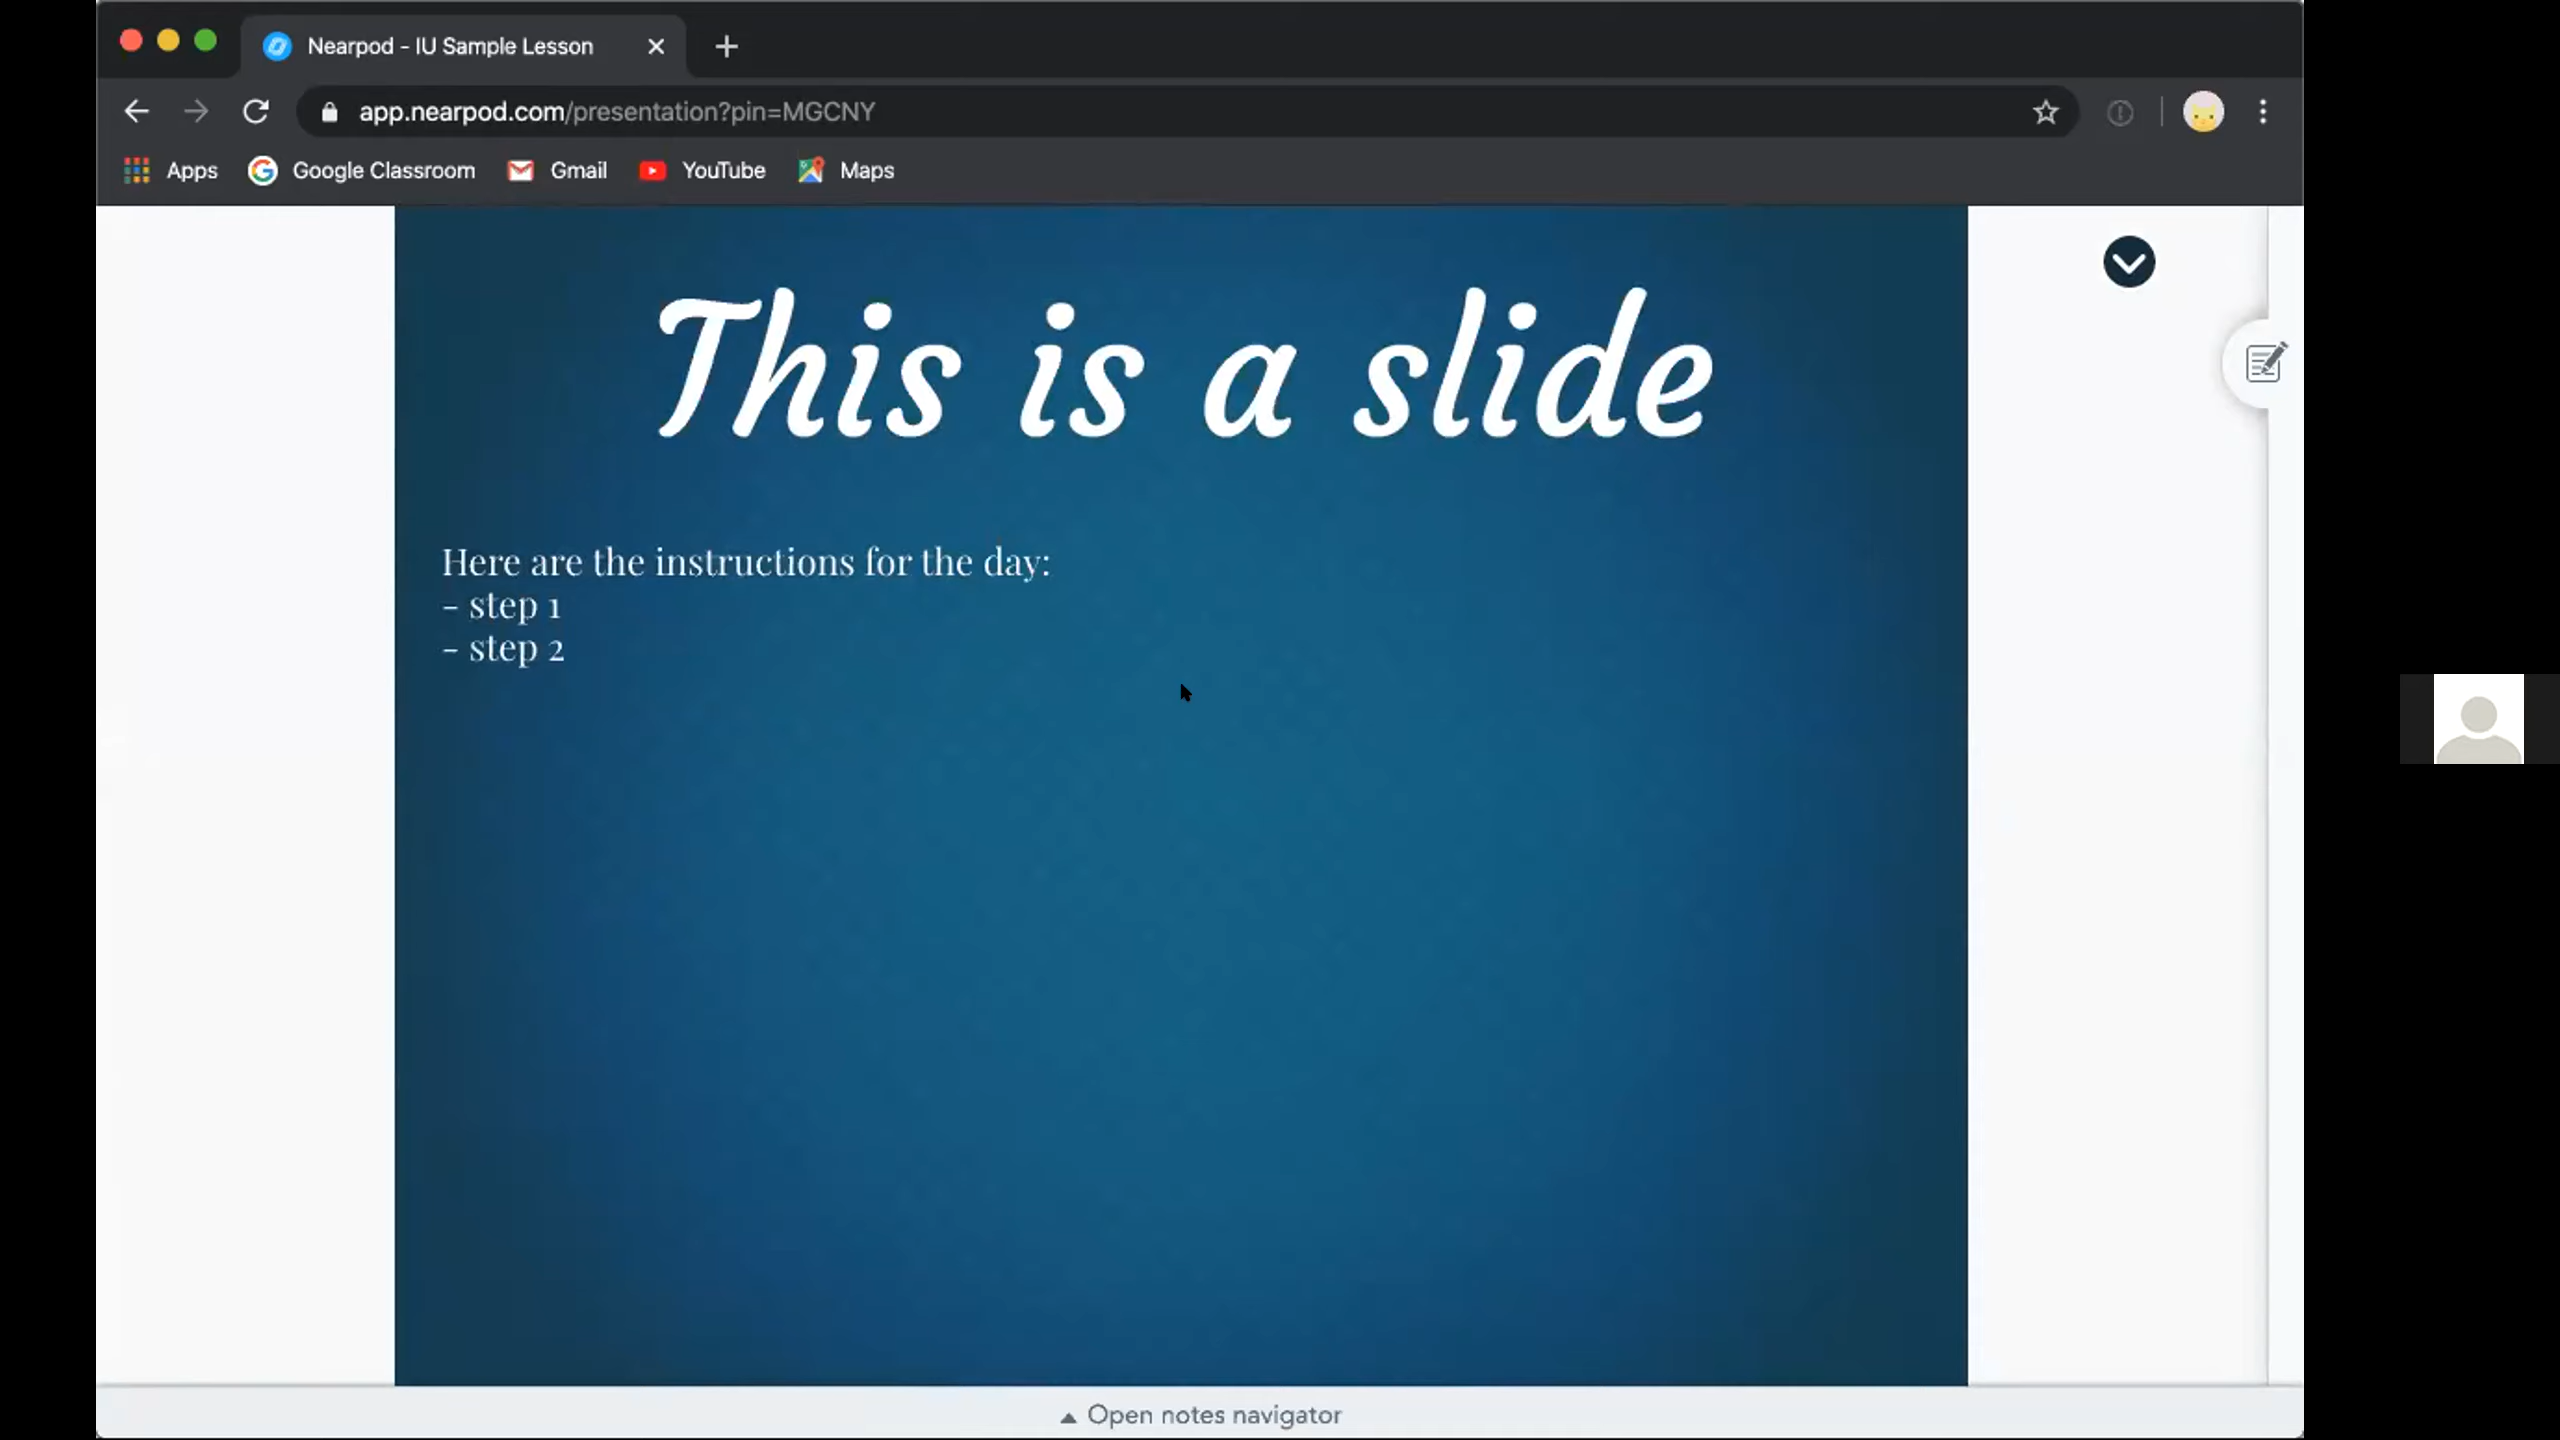 Nearpod - IU Sample Lesson
app.nearpod.com/presentation?pin=MGCNY
Apps Google Classroom Gmail YouTube Maps
This is a slide
Here are the instructions for the day:
- step 1
- step 2
Open notes navigator